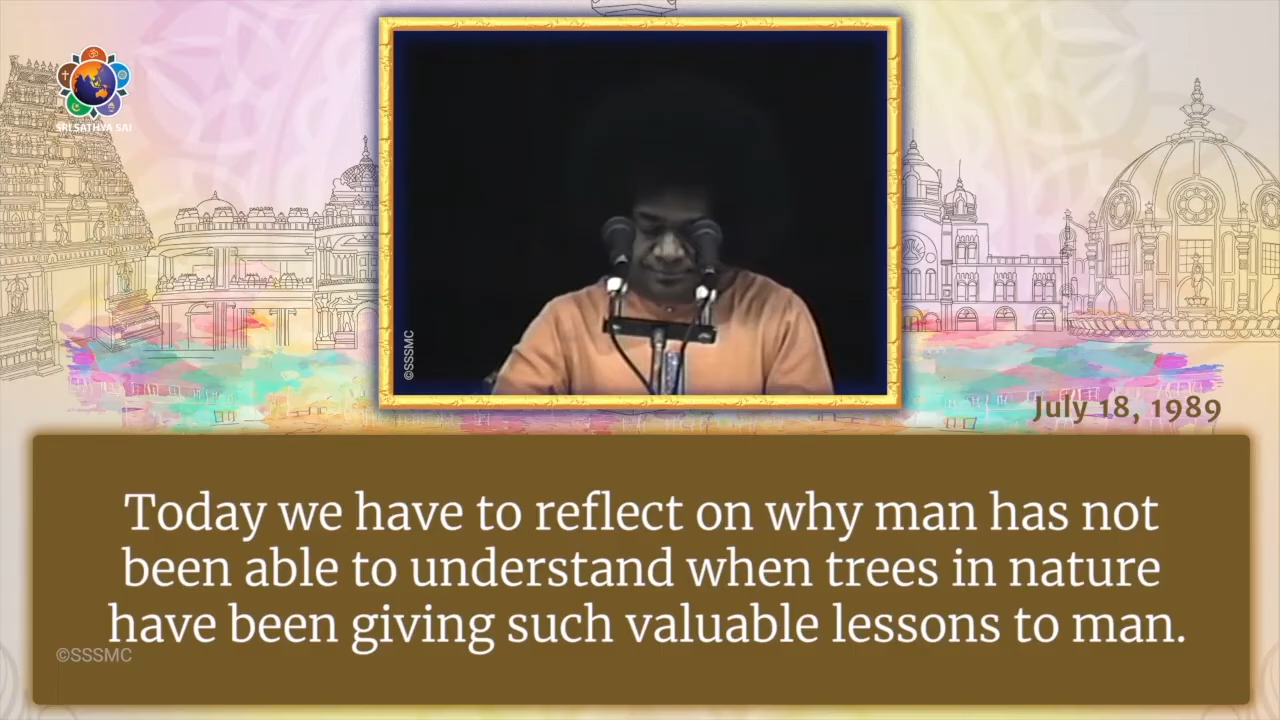 SRI SATHYA SAI
©SSSMC
July 18, 1989
Today we have to reflect on why man has not
been able to understand when trees in nature
have been giving such valuable lessons to man.
©SSSMC